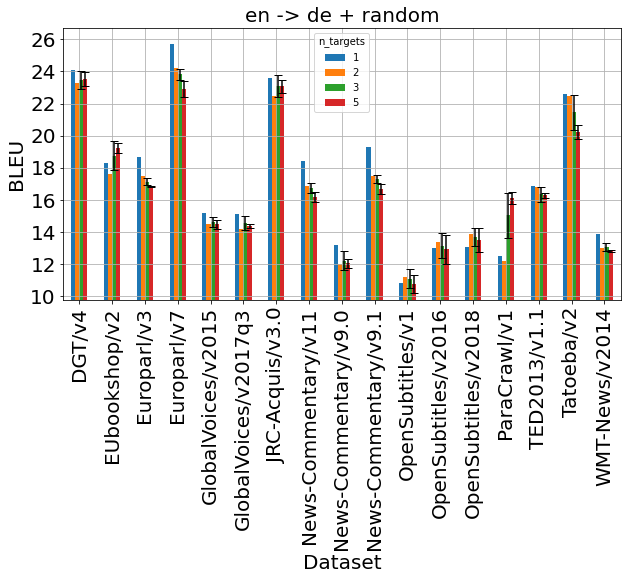 en -> de + random
n_targets
1
2
3
5
BLEU
26
24
22
20
18
16
14
12
10
DGT/v4
EUbookshop/v2
Europarl/v3
Europarl/v7
GlobalVoices/v2015
GlobalVoices/v2017q3
JRC-Acquis/v3.0
News-Commentary/v11
News-Commentary/v9.0
News-Commentary/v9.1
OpenSubtitles/v1
OpenSubtitles/v2016
OpenSubtitles/v2018
ParaCrawl/v1
TED2013/v1.1
Tatoeba/v2
WMT-News/v2014
Dataset